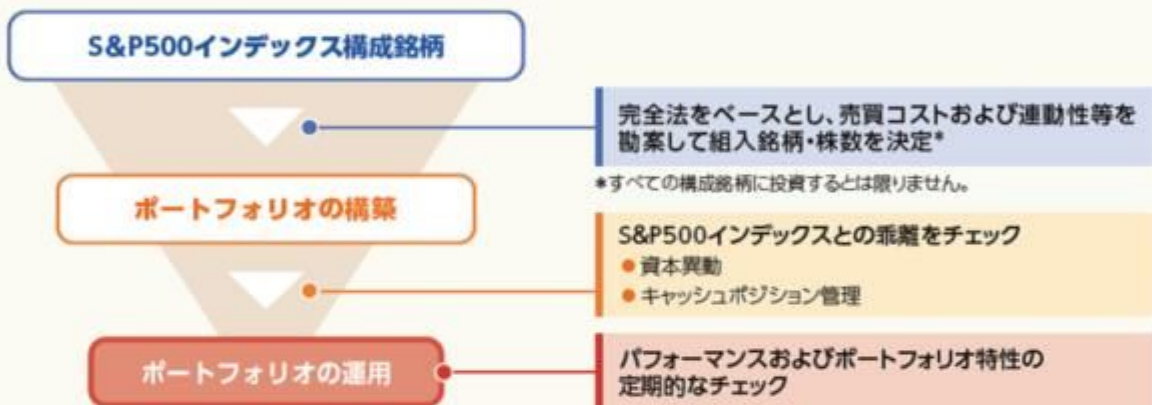 S&P500インデックス構成銘柄
完全法をベースとし、売買コストおよび連動性等を
勘案して組入銘柄・株数を決定*
*すべての構成銘柄に投資するとは限りません。
ポートフォリオの構築
S&P500インデックスとの乖離をチェック
● 資本異動
● キャッシュポジション管理
ポートフォリオの運用
パフォーマンスおよびポートフォリオ特性の
定期的なチェック